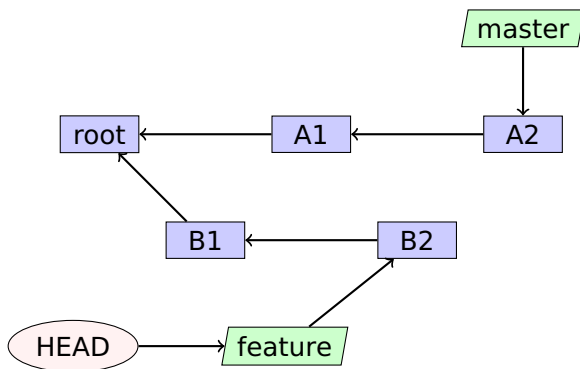 master
root
A1
A2
B1
B2
HEAD
feature